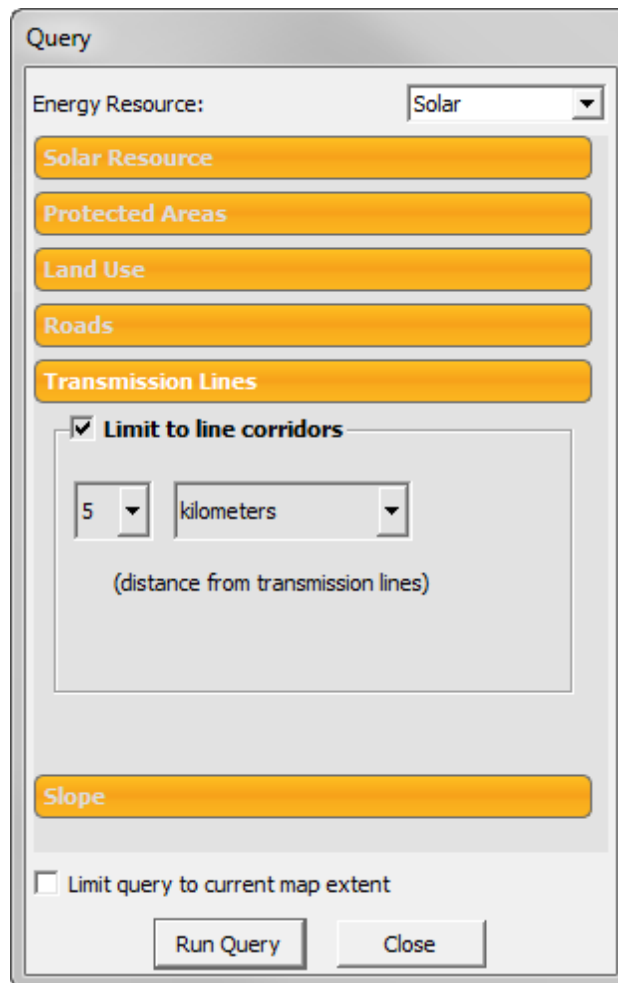 Query
Energy Resource: Solar
Solar Resource
Protected Areas
Land Use
Roads
Transmission Lines
Limit to line corridors
5 kilometers
(distance from transmission lines)
Slope
Limit query to current map extent
Run Query Close